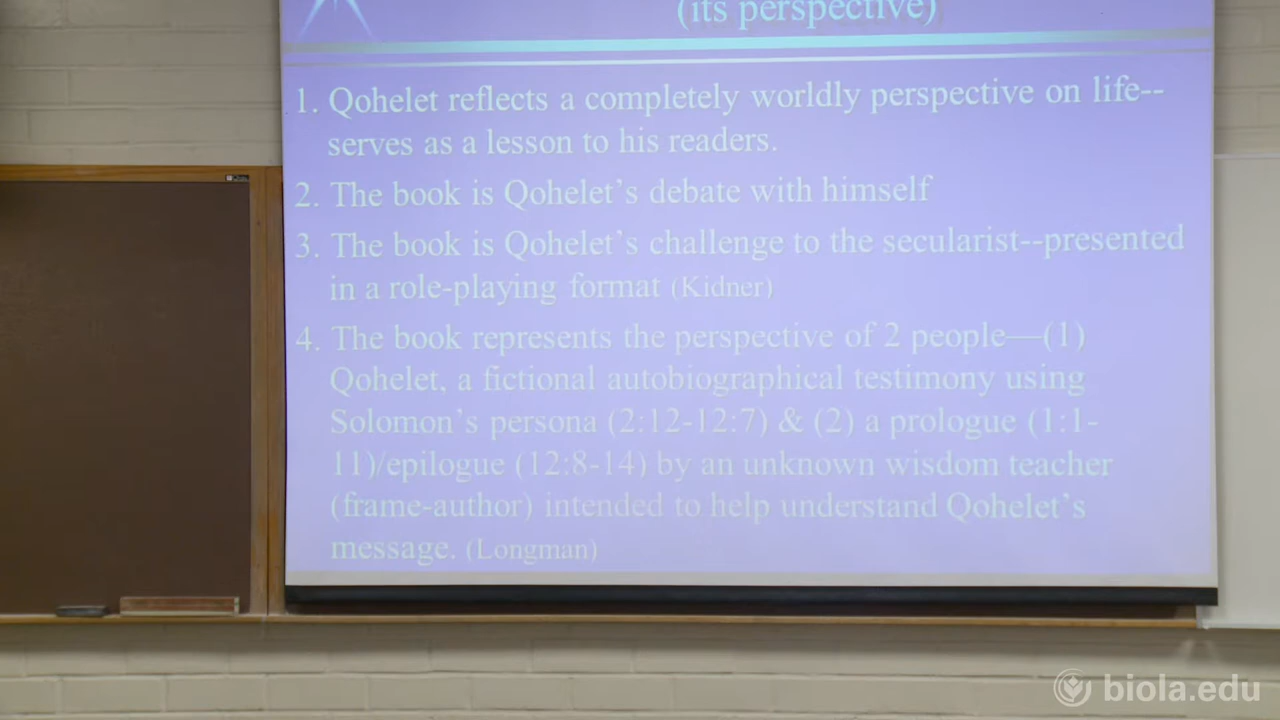 (its perspective)
1. Qohelet reflects a completely worldly perspective on life--
serves as a lesson to his readers.
2. The book is Qohelet's debate with himself
3. The book is Qohelet's challenge to the secularist--presented
in a role-playing format (Kidner)
4. The book represents the perspective of 2 people—(1)
Qohelet, a fictional autobiographical testimony using
Solomon's persona (2:12-12:7) & (2) a prologue (1:1-
11)/epilogue (12:8-14) by an unknown wisdom teacher
(frame-author) intended to help understand Qohelet's
message. (Longman)
biola.edu